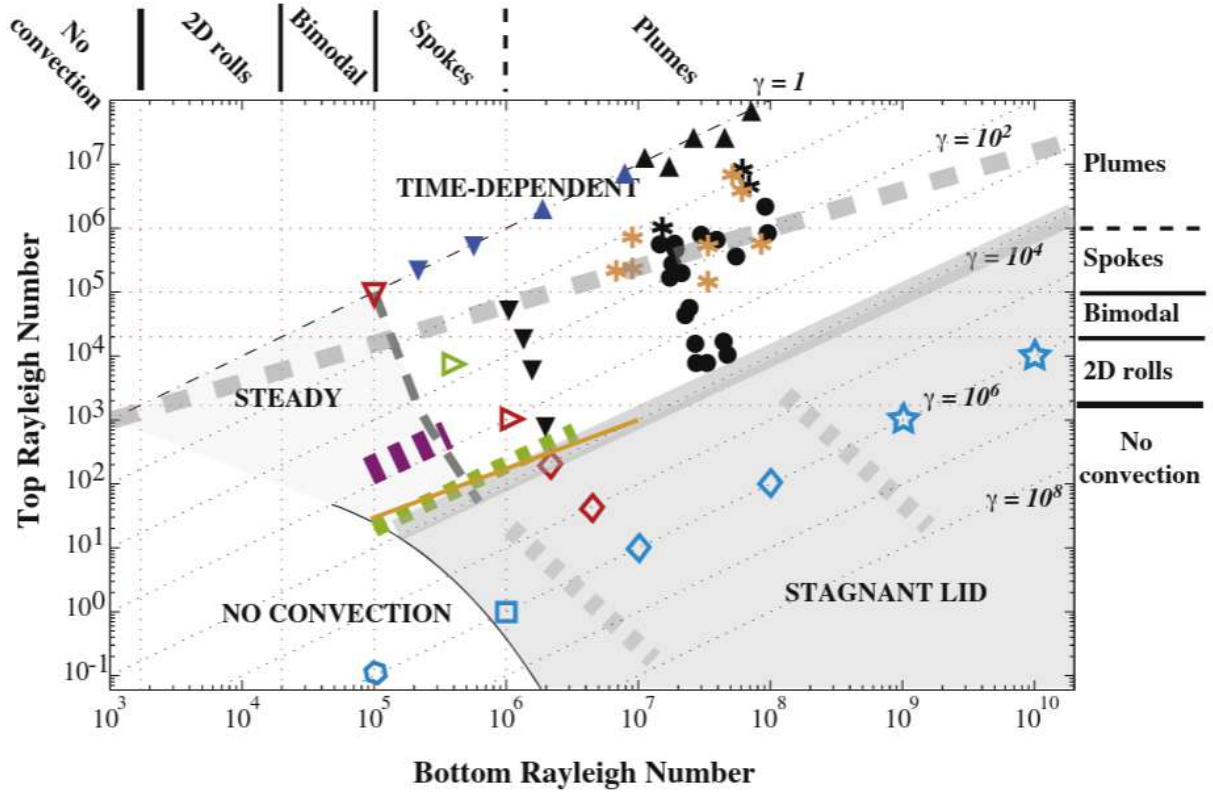 No
convection
2D rolls
Bimodal
Spokes
Plumes
γ = 1
γ = 10²
γ = 10⁴
γ = 10⁶
γ = 10⁸
TIME-DEPENDENT
STEADY
NO CONVECTION
STAGNANT LID
Plumes
Spokes
Bimodal
2D rolls
No
convection
Top Rayleigh Number
10⁷
10⁶
10⁵
10⁴
10³
10²
10¹
10⁰
10⁻¹
10³ 10⁴ 10⁵ 10⁶ 10⁷ 10⁸ 10⁹ 10¹⁰
Bottom Rayleigh Number